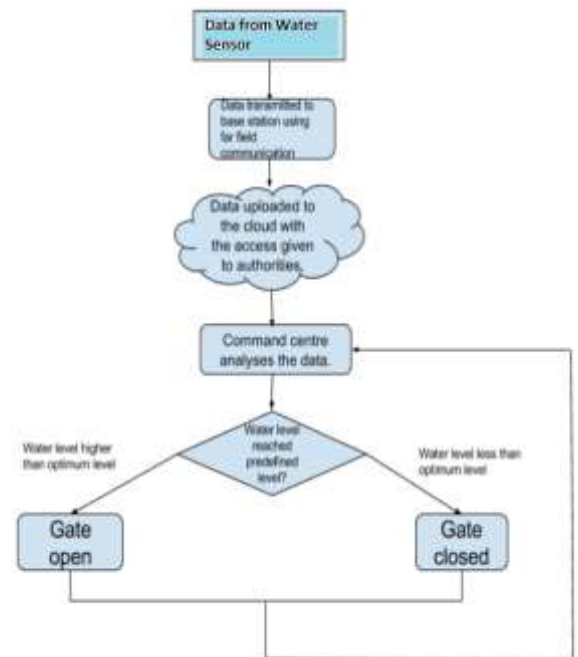 Data from Water
Sensor
Data transmitted to
base station using
far field
communication
Data uploaded to
the cloud with
the access given
to authorities.
Command centre
analyses the data.
Water level
reached
predefined
level?
Water level higher
than optimum level
Water level less than
optimum level
Gate
open
Gate
closed